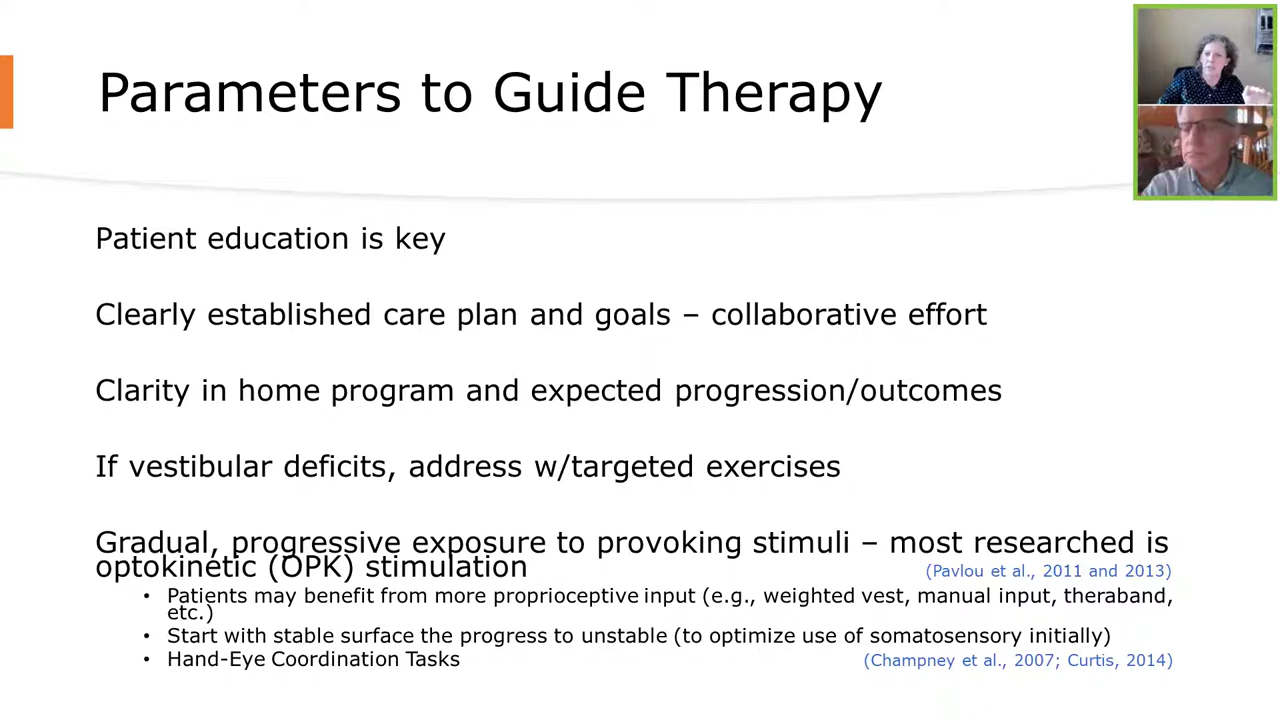 Parameters to Guide Therapy
Patient education is key
Clearly established care plan and goals – collaborative effort
Clarity in home program and expected progression/outcomes
If vestibular deficits, address w/targeted exercises
Gradual, progressive exposure to provoking stimuli – most researched is
optokinetic (OPK) stimulation (Pavlou et al., 2011 and 2013)
• Patients may benefit from more proprioceptive input (e.g., weighted vest, manual input, theraband,
etc.)
• Start with stable surface the progress to unstable (to optimize use of somatosensory initially)
• Hand-Eye Coordination Tasks (Champney et al., 2007; Curtis, 2014)